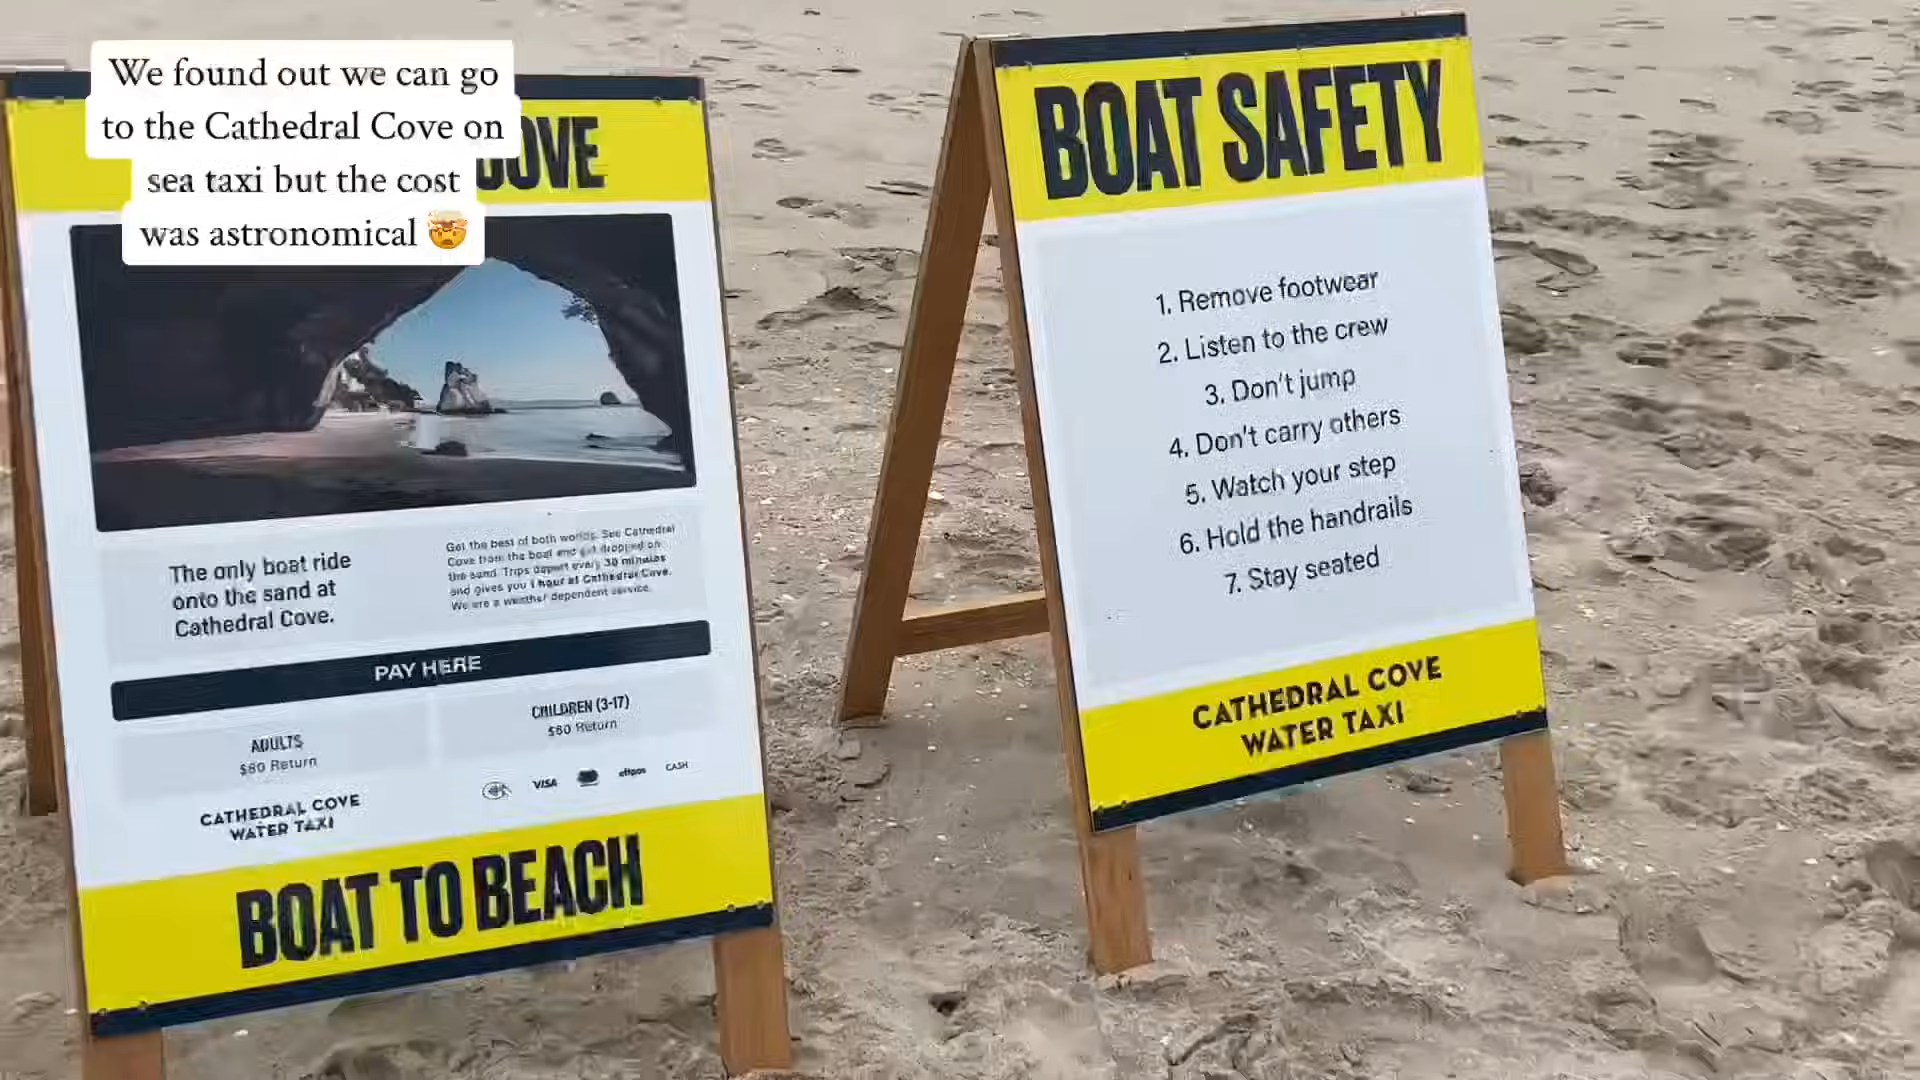 We found out we can go
to the Cathedral Cove on
sea taxi but the cost
was astronomical 🤯
COVE
The only boat ride
onto the sand at
Cathedral Cove.
Get the best of both worlds. See Cathedral
Cove from the boat and get dropped on
the sand. Trips depart every 30 minutes
and gives you 1 hour at Cathedral Cove.
We are a weather dependent service.
PAY HERE
ADULTS
Return
CHILDREN (3-17)
Return
VISA
eftpos
CASH
CATHEDRAL COVE
WATER TAXI
BOAT TO BEACH
BOAT SAFETY
1. Remove footwear
2. Listen to the crew
3. Don't jump
4. Don't carry others
5. Watch your step
6. Hold the handrails
7. Stay seated
CATHEDRAL COVE
WATER TAXI